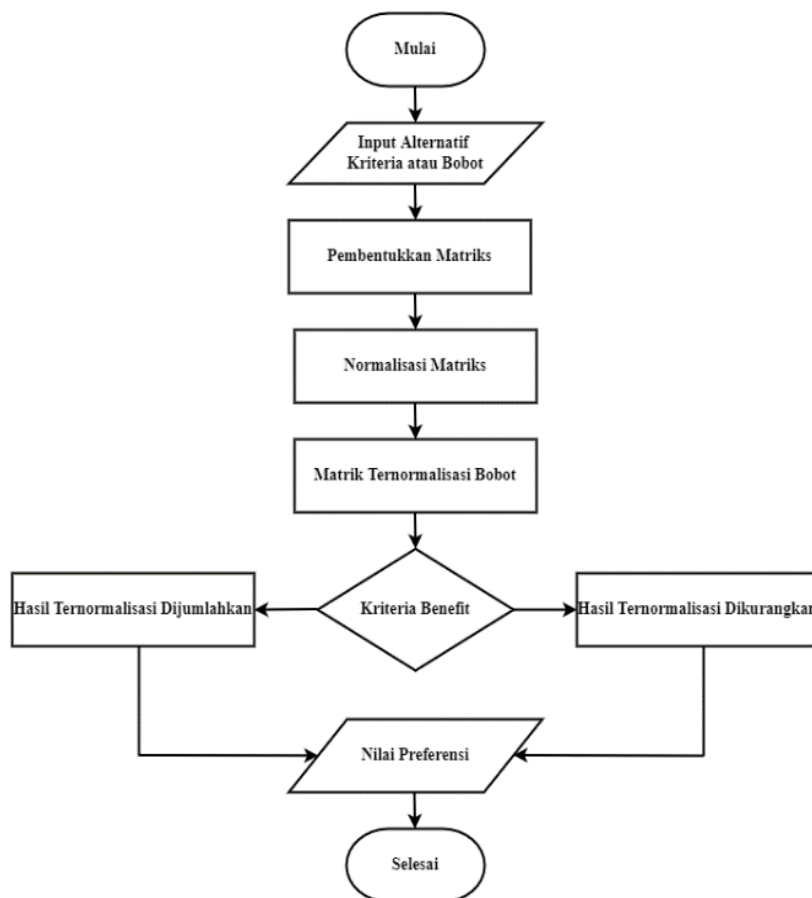 Mulai
Input Alternatif
Kriteria atau Bobot
Pembentukkan Matriks
Normalisasi Matriks
Matrik Ternormalisasi Bobot
Hasil Ternormalisasi Dijumlahkan
Kriteria Benefit
Hasil Ternormalisasi Dikurangkan
Nilai Preferensi
Selesai